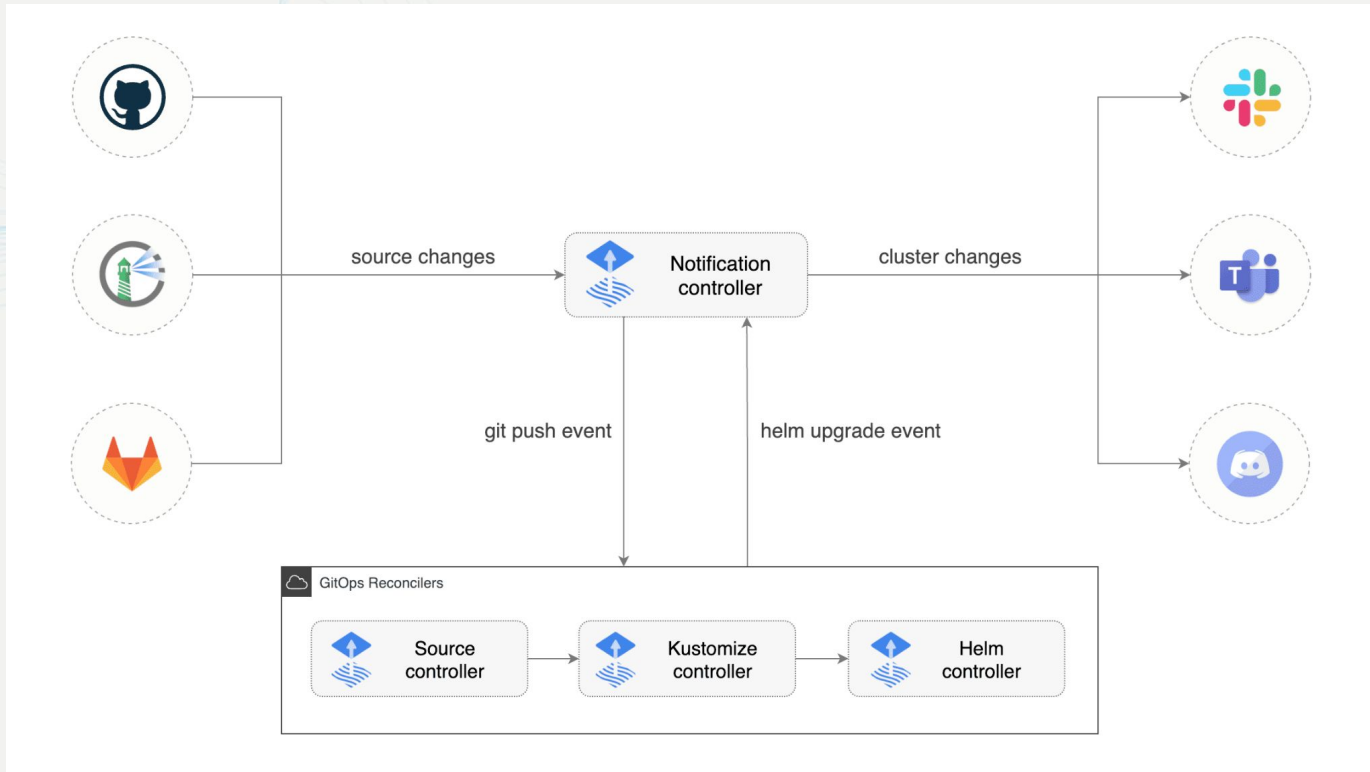 source changes
Notification
controller
cluster changes
T
git push event
helm upgrade event
GitOps Reconcilers
Source
controller
Kustomize
controller
Helm
controller